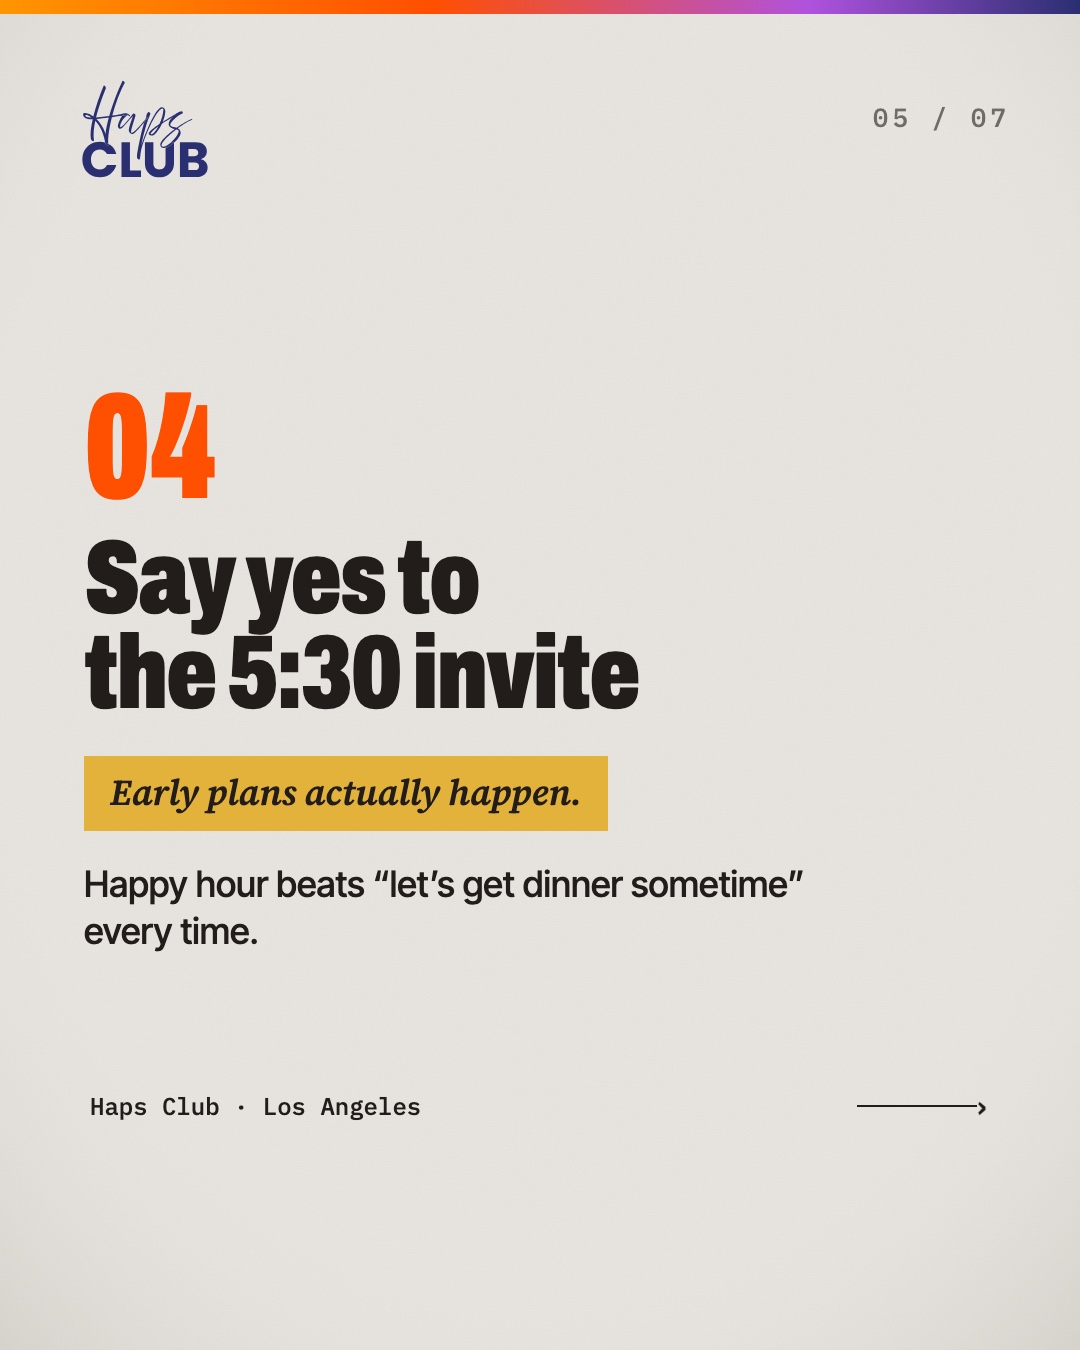 Haps
CLUB
05 / 07
04
Say yes to
the 5:30 invite
Early plans actually happen.
Happy hour beats “let’s get dinner sometime”
every time.
Haps Club · Los Angeles